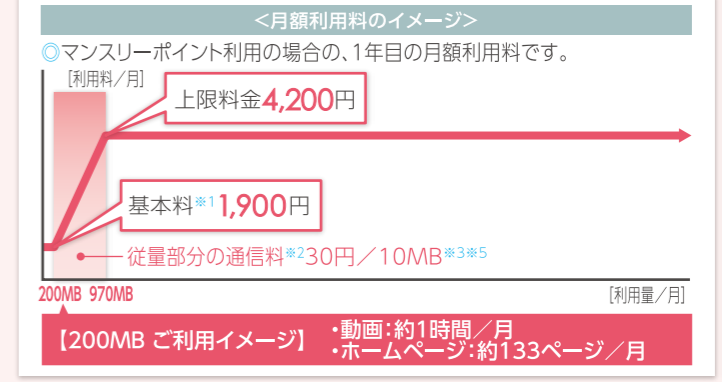 <月額利用料のイメージ>
◎マンスリーポイント利用の場合の、1年目の月額利用料です。
[利用料／月]
上限料金4,200円
基本料※1 1,900円
従量部分の通信料※2 30円／10MB※3※5
200MB 970MB
[利用量／月]
【200MB ご利用イメージ】
・動画：約1時間／月
・ホームページ：約133ページ／月